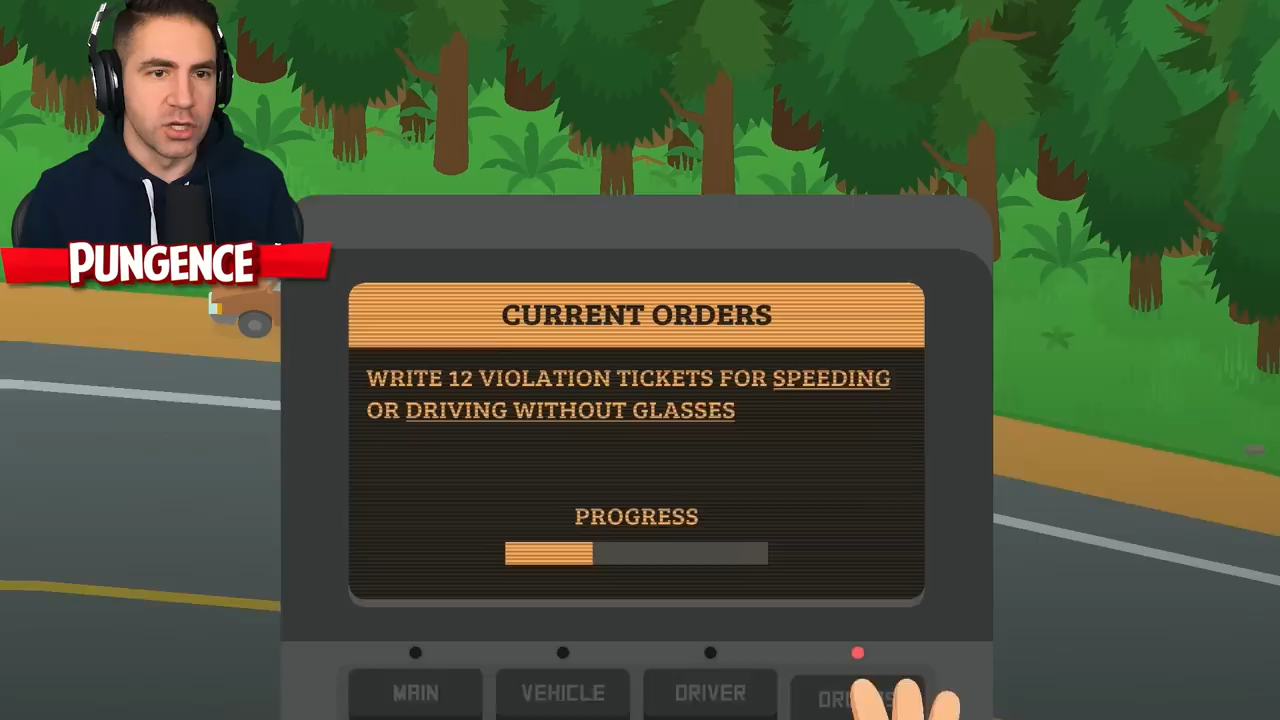 PUNGENCE
CURRENT ORDERS
WRITE 12 VIOLATION TICKETS FOR SPEEDING
OR DRIVING WITHOUT GLASSES
PROGRESS
MAIN
VEHICLE
DRIVER